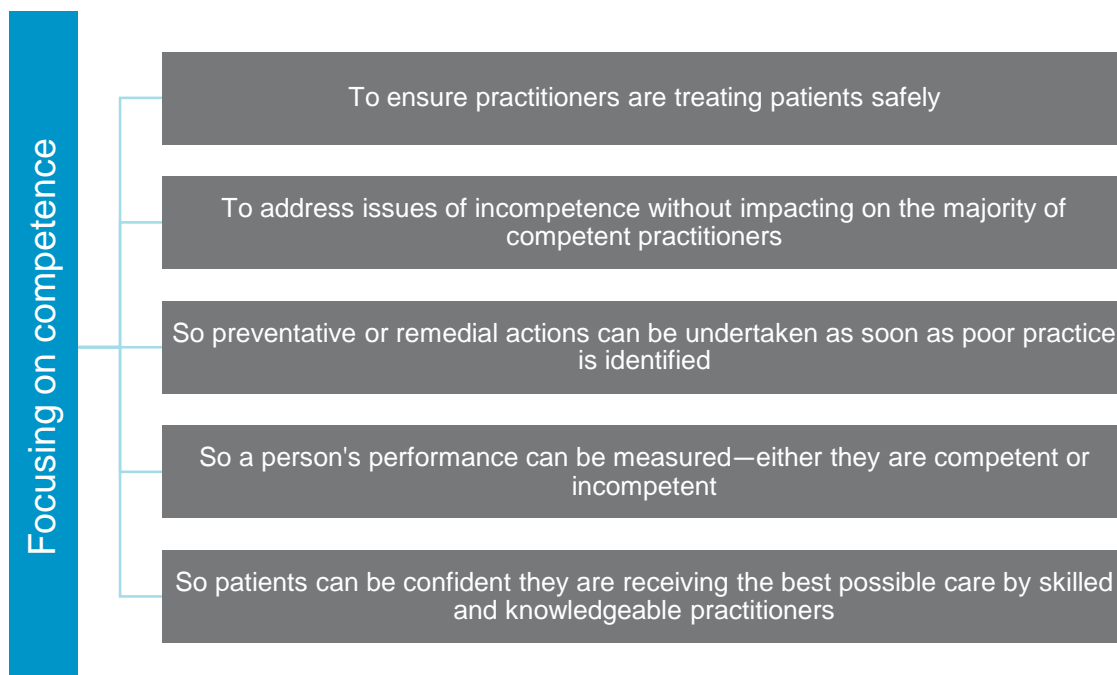 Focusing on competence
To ensure practitioners are treating patients safely
To address issues of incompetence without impacting on the majority of
competent practitioners
So preventative or remedial actions can be undertaken as soon as poor practice
is identified
So a person's performance can be measured—either they are competent or
incompetent
So patients can be confident they are receiving the best possible care by skilled
and knowledgeable practitioners